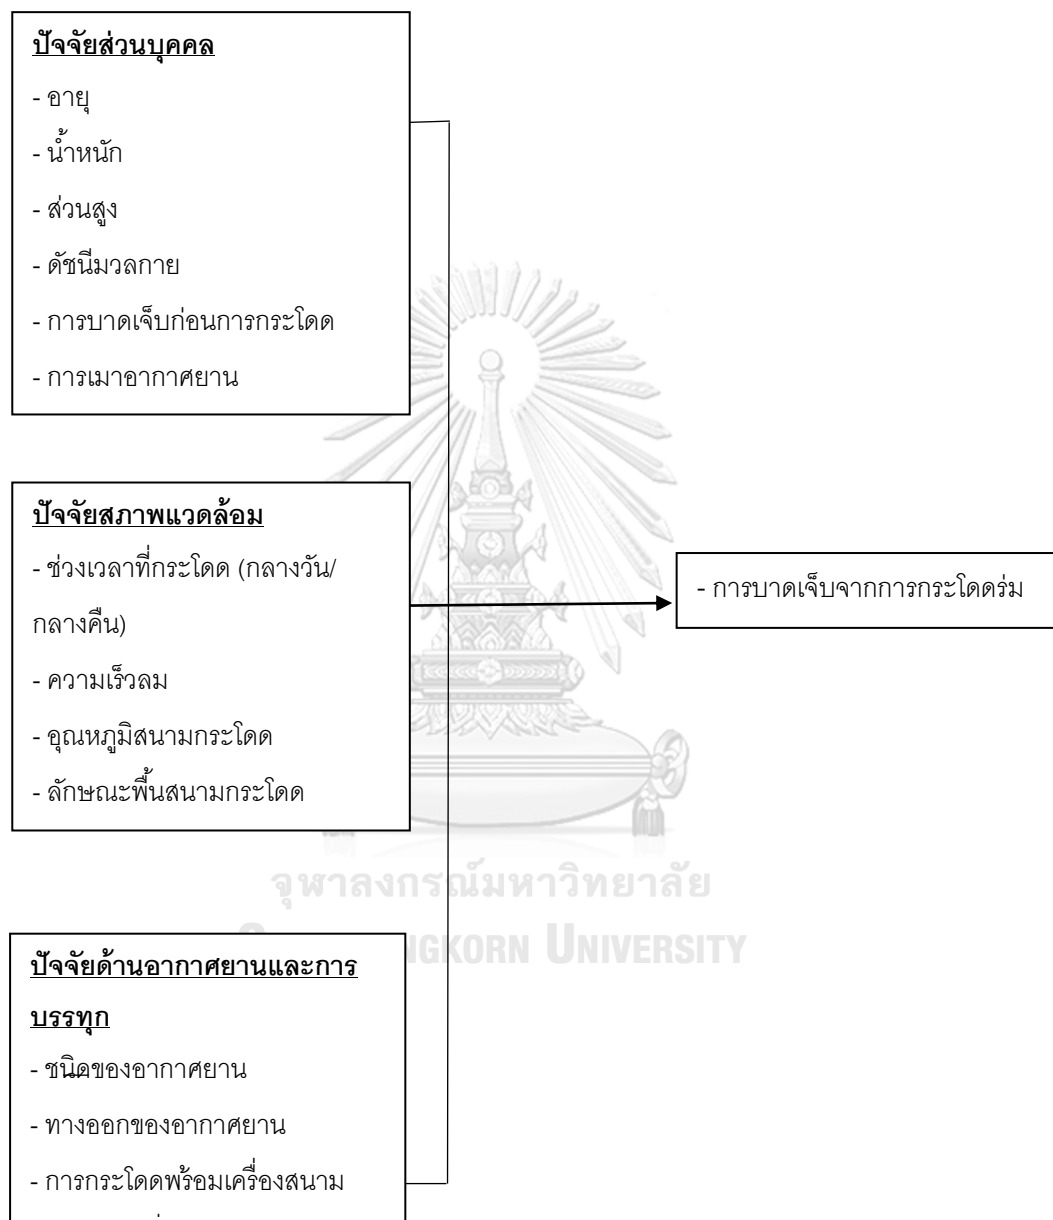 ปัจจัยส่วนบุคคล
- อายุ
- น้ำหนัก
- ส่วนสูง
- ดัชนีมวลกาย
- การบาดเจ็บก่อนการกระโดด
- การเมาอากาศยาน
ปัจจัยสภาพแวดล้อม
- ช่วงเวลาที่กระโดด (กลางวัน/
กลางคืน)
- ความเร็วลม
- อุณหภูมิสนามกระโดด
- ลักษณะพื้นสนามกระโดด
- การบาดเจ็บจากการกระโดดร่ม
จุฬาลงกรณ์มหาวิทยาลัย
UNIVERSITY
ปัจจัยด้านอากาศยานและการ
บรรทุก
- ชนิดของอากาศยาน
- ทางออกของอากาศยาน
- การกระโดดพร้อมเครื่องสนาม